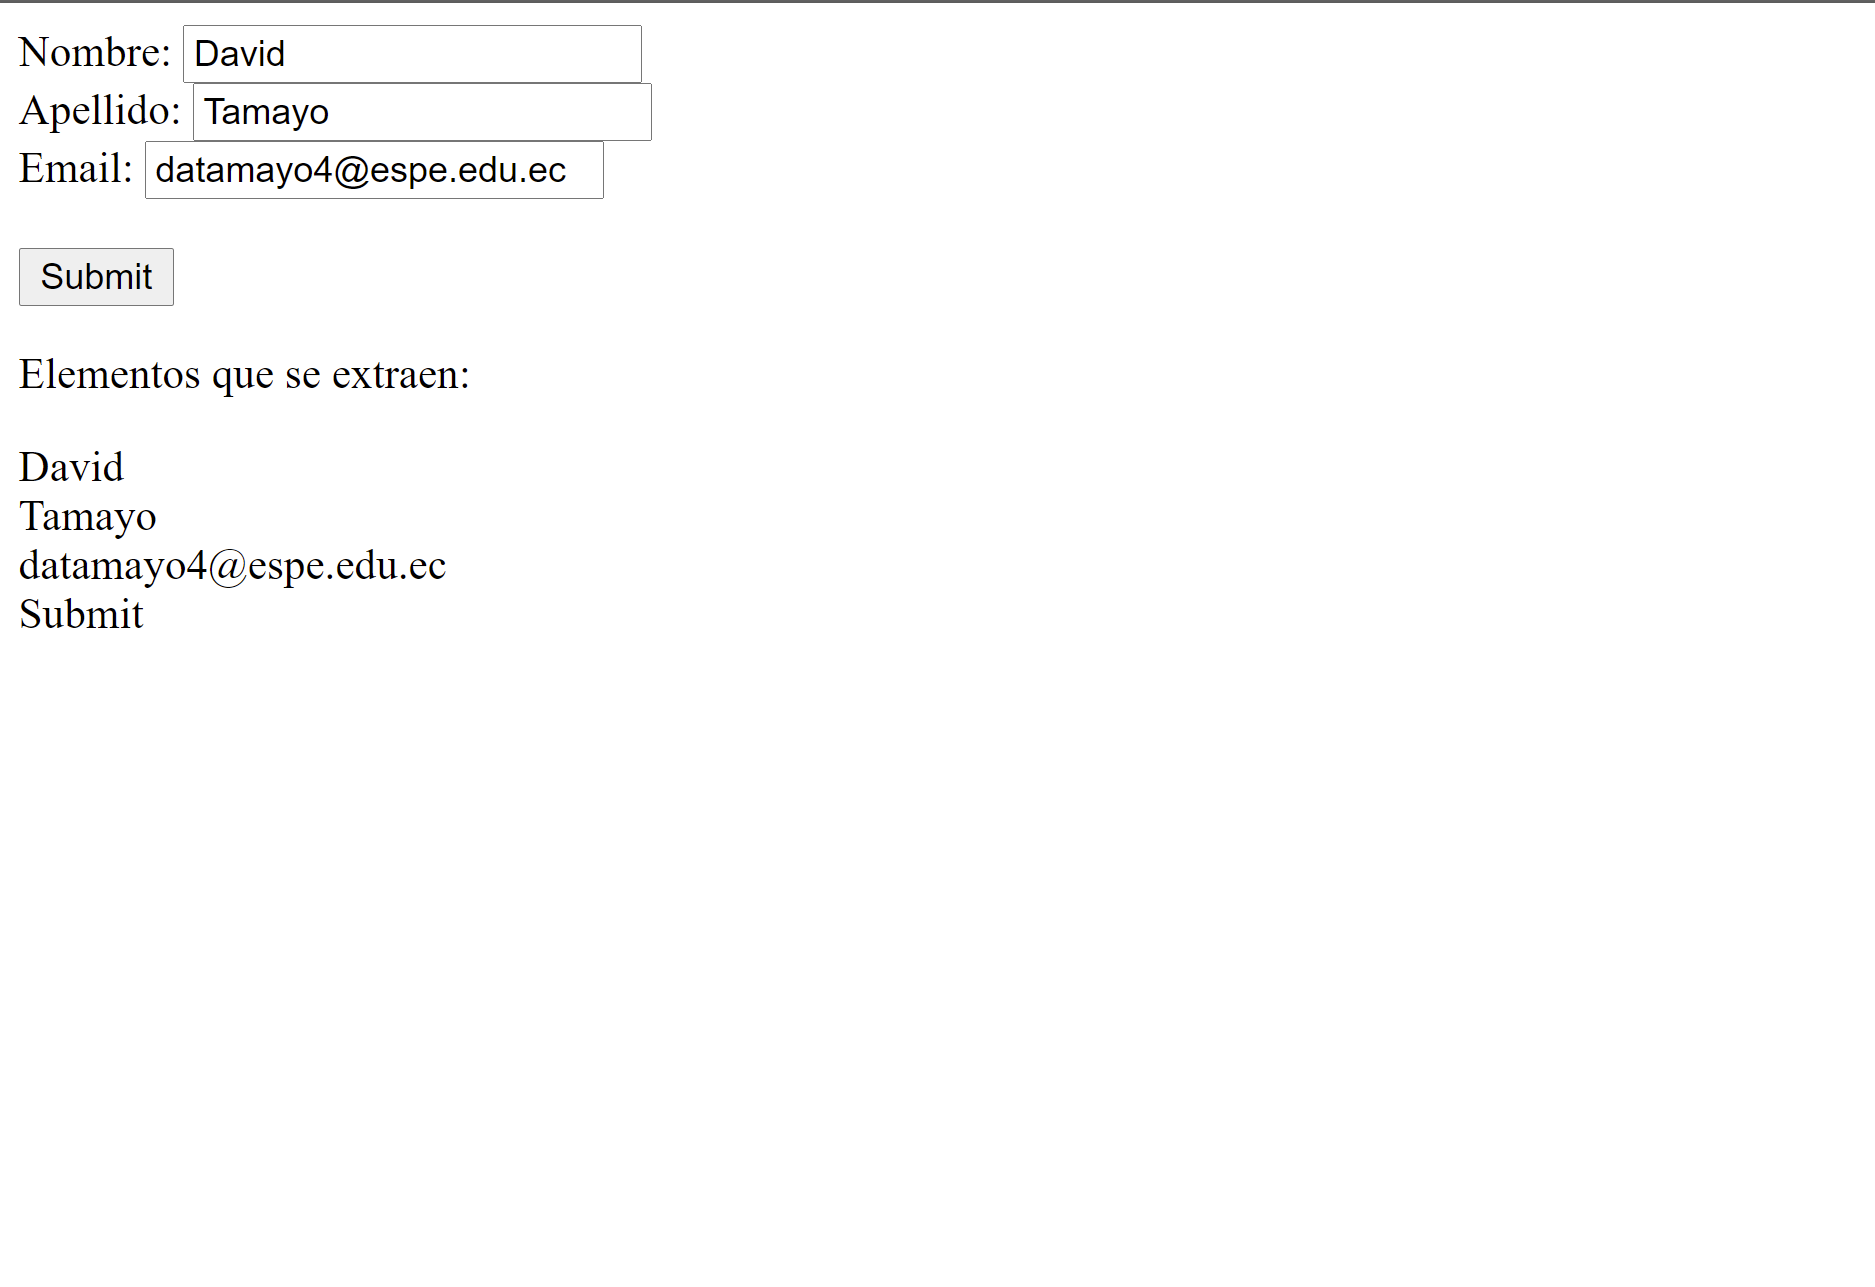 Nombre: David
Apellido: Tamayo
Email: datamayo4@espe.edu.ec
Submit
Elementos que se extraen:
David
Tamayo
datamayo4@espe.edu.ec
Submit